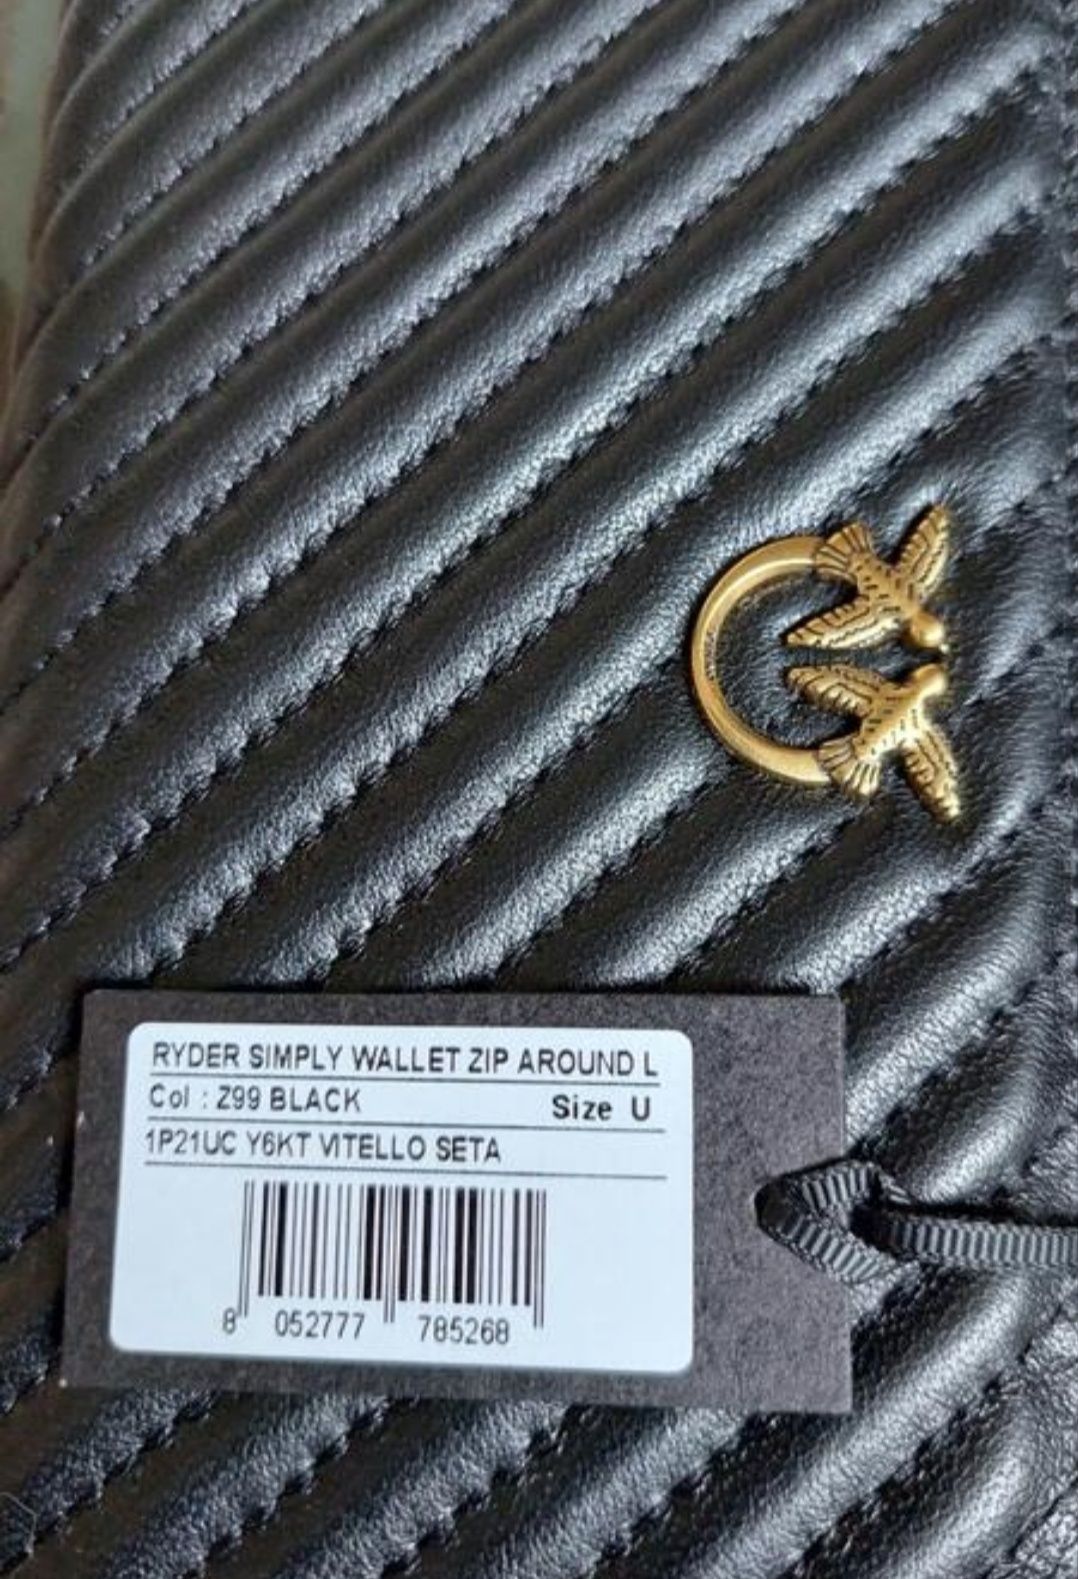 RYDER SIMPLY WALLET ZIP AROUND L
Col : Z99 BLACK Size U
1P21UC Y6KT VITELLO SETA
8 052777 785268